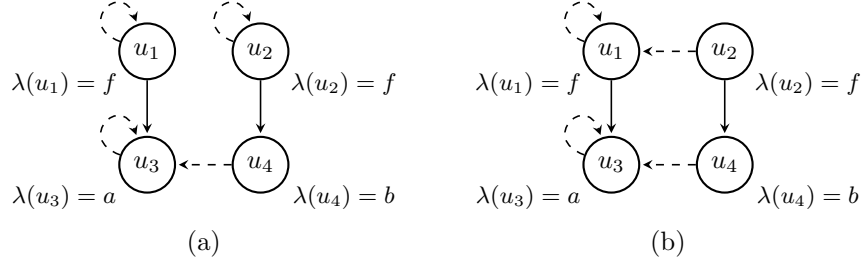 u₁ u₂ u₁ u₂
λ(u₁) = f λ(u₂) = f λ(u₁) = f λ(u₂) = f
u₃ u₄ u₃ u₄
λ(u₃) = a λ(u₄) = b λ(u₃) = a λ(u₄) = b
(a) (b)